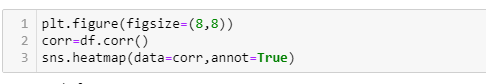 1 plt.figure(figsize=(8,8))
2 corr=df.corr()
3 sns.heatmap(data=corr,annot=True)